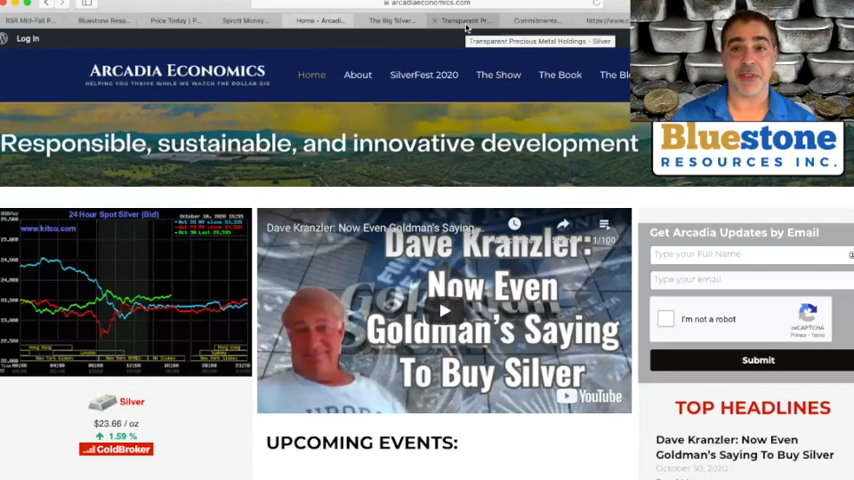 arcadiaeconomics.com
BSR Mid-Fall P...
Bluestone Reso...
Price Today | P...
Sprott Money...
Home - Arcadi...
The Big Silver...
Transparent Pr...
Commitments...
https://www.c
Log In
Transparent Precious Metal Holdings - Silver
ARCADIA ECONOMICS
HELPING YOU THRIVE WHILE WE WATCH THE DOLLAR DIE
Home
About
SilverFest 2020
The Show
The Book
The Bl
Responsible, sustainable, and innovative development
Bluestone
RESOURCES INC.
24 Hour Spot Silver (Bid)
www.kitco.com
Dave Kranzler: Now Even Goldman's Saying ...
1/100
Dave Kranzler:
Now Even
Goldman's Saying
To Buy Silver
YouTube
Get Arcadia Updates by Email
Type your Full Name
Type your email
I'm not a robot
reCAPTCHA
Privacy - Terms
Submit
Silver
$23.66 / oz
1.59 %
GoldBroker
UPCOMING EVENTS:
TOP HEADLINES
Dave Kranzler: Now Even
Goldman's Saying To Buy Silver
October 30, 2020